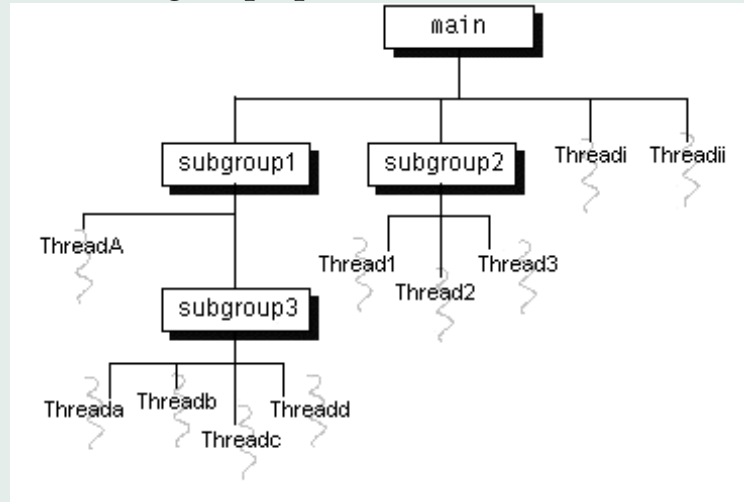 main
subgroup1
subgroup2
Threadi
Threadii
ThreadA
Thread1
Thread2
Thread3
subgroup3
Threada
Threadb
Threadc
Threadd